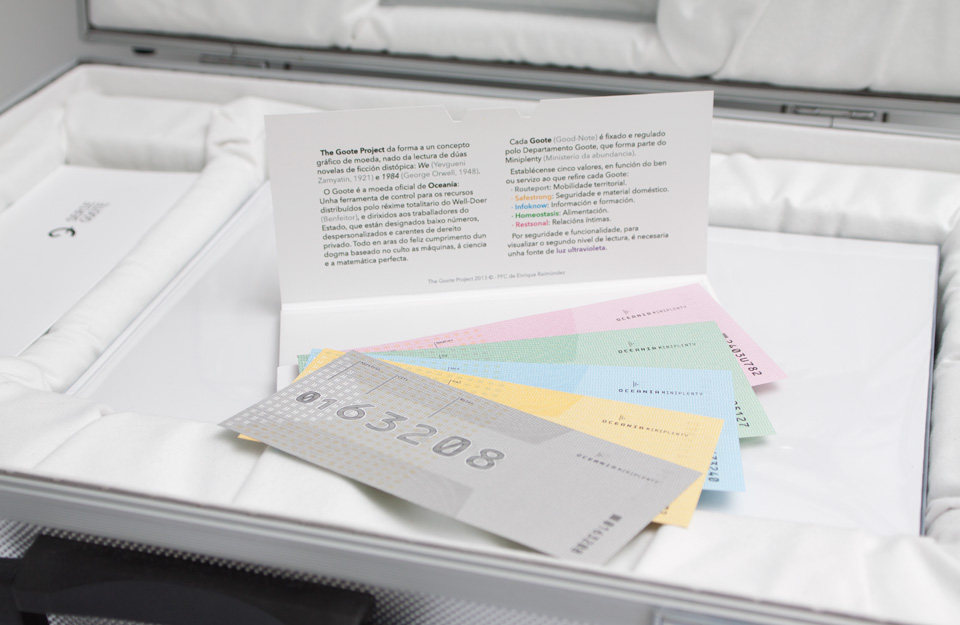 The Goote Project da forma a un concepto
gráfico de moeda, nado da lectura de dúas
novelas de ficción distópica: We (Yevgueni
Zamyatin, 1921) e 1984 (George Orwell, 1948).
O Goote é a moeda oficial de Oceanía:
Unha ferramenta de control para os recursos
distribuídos polo réxime totalitario do Well-Doer
(Benfeitor), e dirixidos aos traballadores do
Estado, que están designados baixo números,
despersonalizados e carentes de dereito
privado. Todo en aras do feliz cumprimento dun
dogma baseado no culto as máquinas, á ciencia
e a matemática perfecta.
Cada Goote (Good-Note) é fixado e regulado
polo Departamento Goote, que forma parte do
Miniplenty (Ministerio da abundancia).
Establécense cinco valores, en función do ben
ou servizo ao que refire cada Goote:
· Routeport: Mobilidade territorial.
· Safestrong: Seguridade e material doméstico.
· Infoknow: Información e formación.
· Homeostasis: Alimentación.
· Restsonal: Relacións íntimas.
Por seguridade e funcionalidade, para
visualizar o segundo nivel de lectura, é necesaria
unha fonte de luz ultravioleta.
The Goote Project 2013 © · PFC de Enrique Reimúndez
OCEANIA MINIPLENTY
OCEANIA MINIPLENTY
OCEANIA MINIPLENTY
OCEANIA MINIPLENTY
OCEANIA MINIPLENTY
0163208